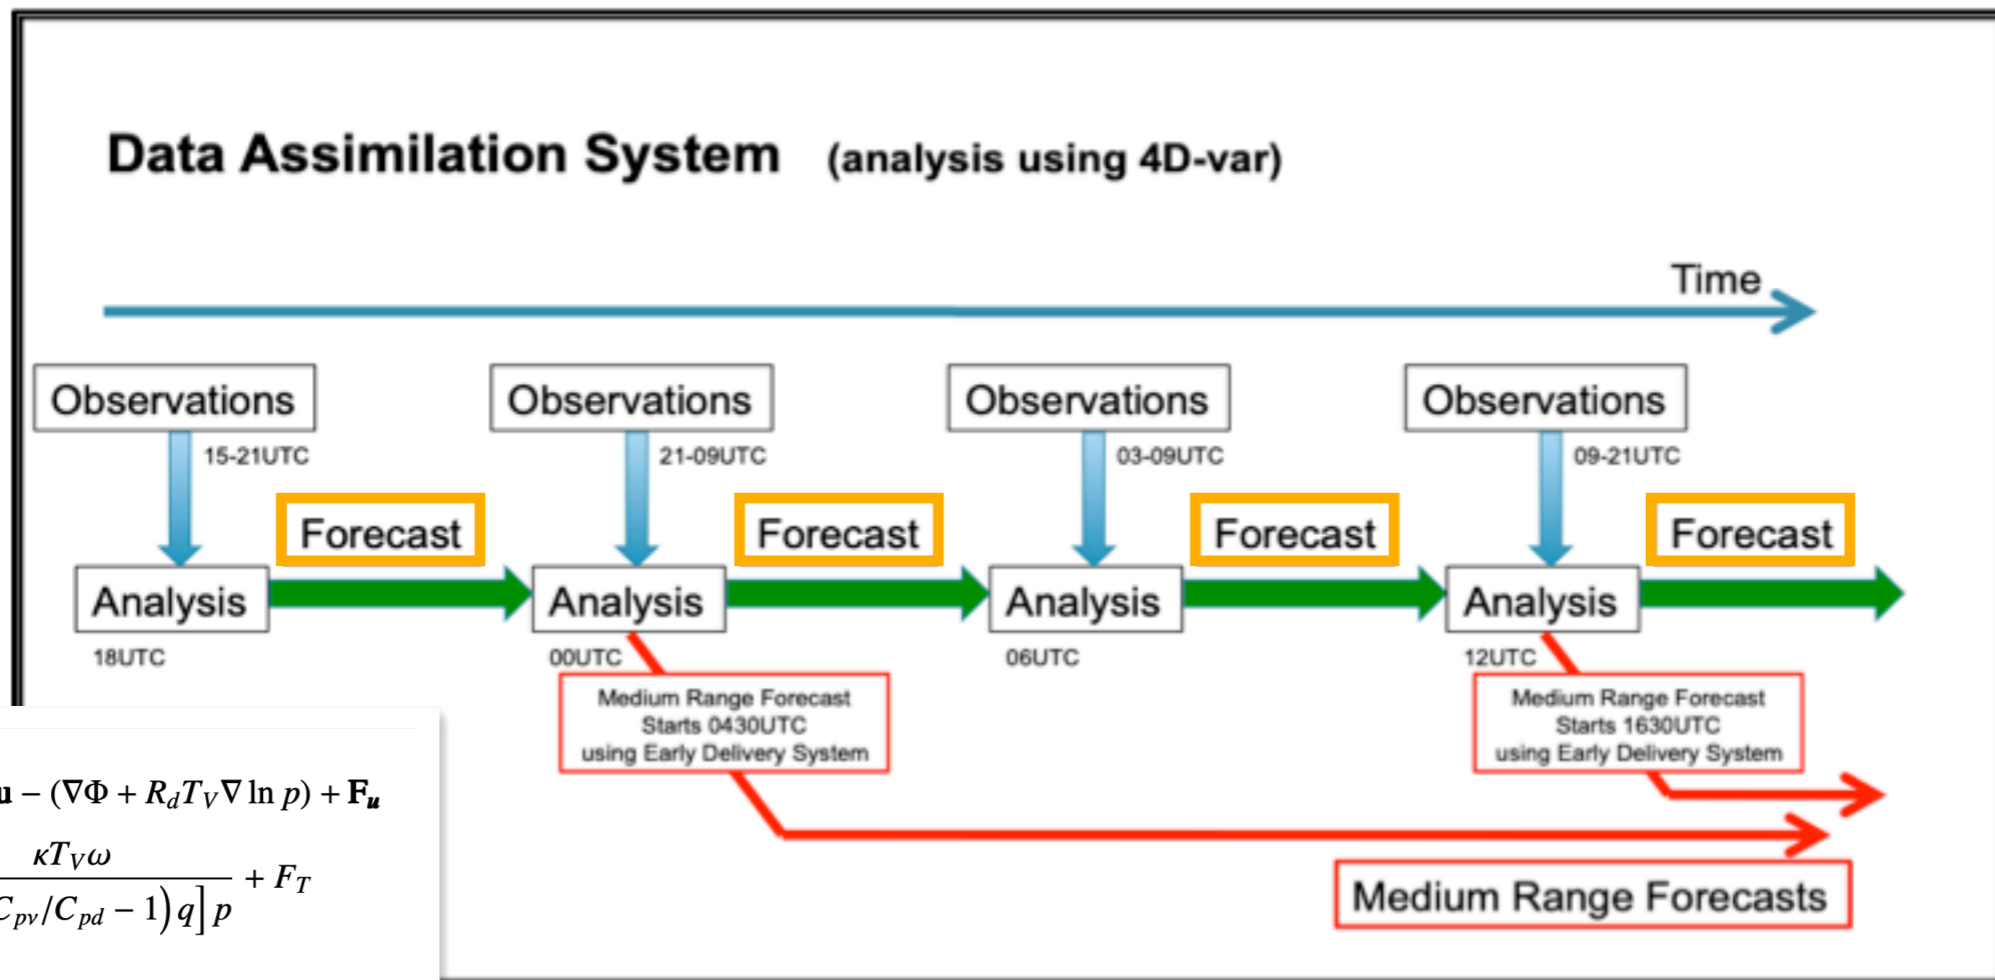 Data Assimilation System (analysis using 4D-var)
Time
Observations Observations Observations Observations
15-21UTC 21-09UTC 03-09UTC 09-21UTC
Forecast Forecast Forecast Forecast
Analysis Analysis Analysis Analysis
18UTC 00UTC 06UTC 12UTC
Medium Range Forecast
Starts 0430UTC
using Early Delivery System
Medium Range Forecast
Starts 1630UTC
using Early Delivery System
u − (∇Φ + R_d T_V ∇ ln p) + F_u
κT_V ω
C_pv/C_pd − 1) q] p + F_T
Medium Range Forecasts